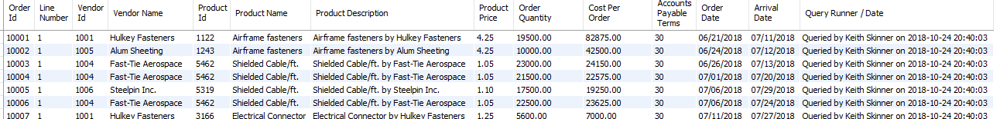 Order Id Line Number Vendor Id Vendor Name Product Id Product Name Product Description Product Price Order Quantity Cost Per Order Accounts Payable Terms Order Date Arrival Date Query Runner / Date
10001 1 1001 Hulkey Fasteners 1122 Airframe fasteners Airframe fasteners by Hulkey Fasteners 4.25 19500.00 82875.00 30 06/21/2018 07/11/2018 Queried by Keith Skinner on 2018-10-24 20:40:03
10002 1 1005 Alum Sheeting 1243 Airframe fasteners Airframe fasteners by Alum Sheeting 4.25 10000.00 42500.00 30 06/24/2018 07/12/2018 Queried by Keith Skinner on 2018-10-24 20:40:03
10003 1 1004 Fast-Tie Aerospace 5462 Shielded Cable/ft. Shielded Cable/ft. by Fast-Tie Aerospace 1.05 23000.00 24150.00 30 06/26/2018 07/13/2018 Queried by Keith Skinner on 2018-10-24 20:40:03
10004 1 1004 Fast-Tie Aerospace 5462 Shielded Cable/ft. Shielded Cable/ft. by Fast-Tie Aerospace 1.05 21500.00 22575.00 30 07/01/2018 07/20/2018 Queried by Keith Skinner on 2018-10-24 20:40:03
10005 1 1006 Steelpin Inc. 5319 Shielded Cable/ft. Shielded Cable/ft. by Steelpin Inc. 1.10 17500.00 19250.00 30 07/06/2018 07/29/2018 Queried by Keith Skinner on 2018-10-24 20:40:03
10006 1 1004 Fast-Tie Aerospace 5462 Shielded Cable/ft. Shielded Cable/ft. by Fast-Tie Aerospace 1.05 22500.00 23625.00 30 07/06/2018 07/24/2018 Queried by Keith Skinner on 2018-10-24 20:40:03
10007 1 1001 Hulkey Fasteners 3166 Electrical Connector Electrical Connector by Hulkey Fasteners 1.25 5600.00 7000.00 30 07/11/2018 07/27/2018 Queried by Keith Skinner on 2018-10-24 20:40:03